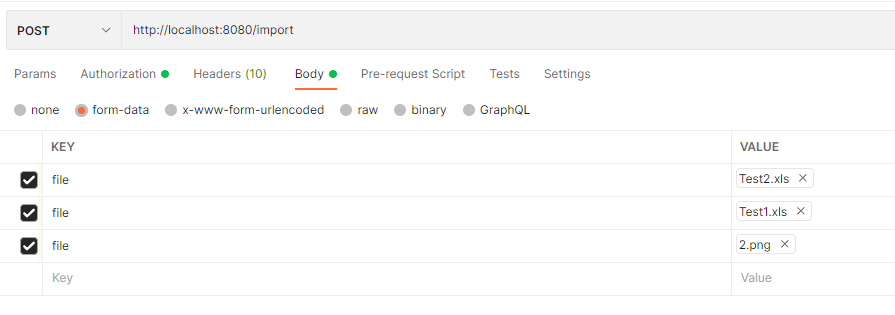 POST http://localhost:8080/import
Params Authorization Headers (10) Body Pre-request Script Tests Settings
none form-data x-www-form-urlencoded raw binary GraphQL
KEY VALUE
file Test2.xls
file Test1.xls
file 2.png
Key Value